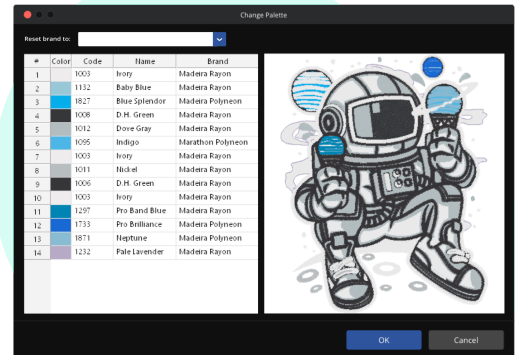 Change Palette
Reset brand to:
# Color Code Name Brand
1 1003 Ivory Madeira Rayon
2 1132 Baby Blue Madeira Rayon
3 1827 Blue Splendor Madeira Polyneon
4 1008 D.H. Green Madeira Rayon
5 1012 Dove Gray Madeira Rayon
6 1095 Indigo Marathon Polyneon
7 1003 Ivory Madeira Rayon
8 1011 Nickel Madeira Rayon
9 1006 D.H. Green Madeira Rayon
10 1003 Ivory Madeira Rayon
11 1297 Pro Band Blue Madeira Rayon
12 1733 Pro Brilliance Madeira Polyneon
13 1871 Neptune Madeira Polyneon
14 1232 Pale Lavender Madeira Rayon
OK Cancel